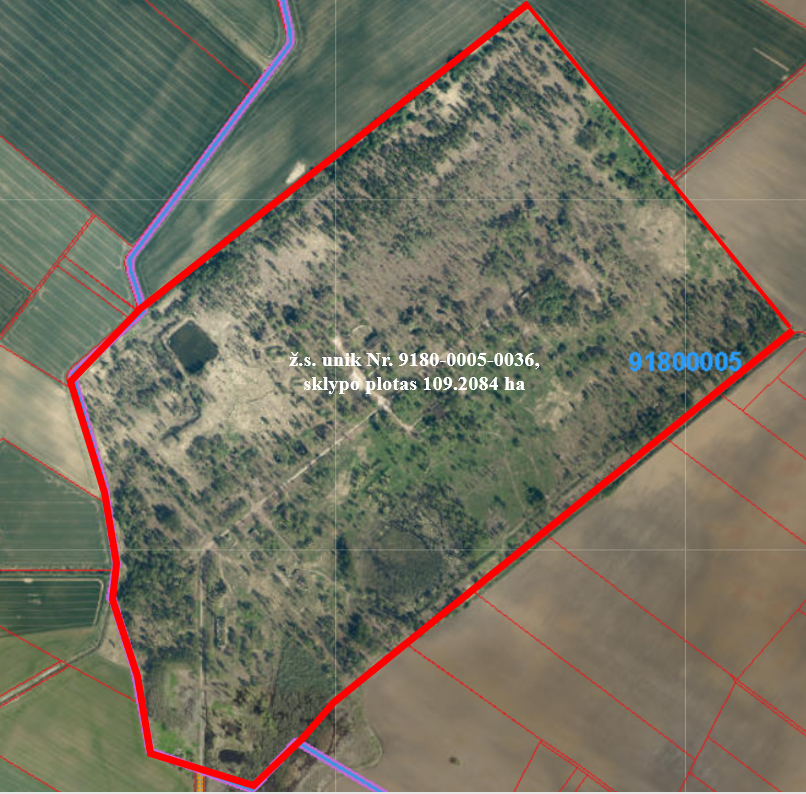 ž.s. unik Nr. 9180-0005-0036,
sklypo plotas 109.2084 ha
91800005